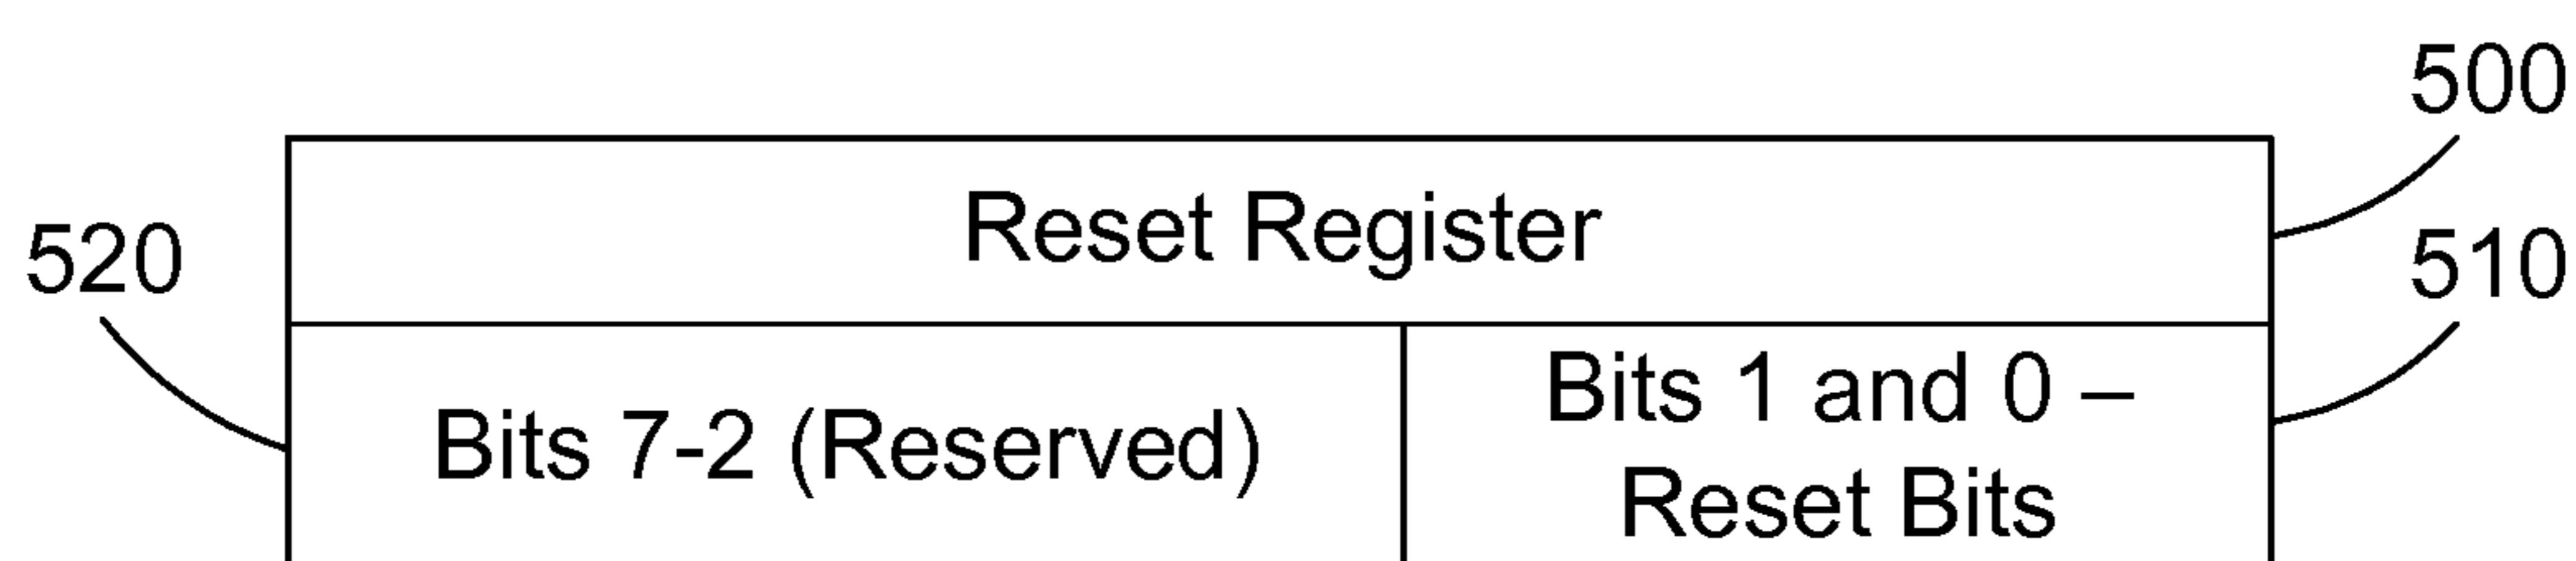 500
Reset Register
520
510
Bits 7-2 (Reserved)
Bits 1 and 0 –
Reset Bits